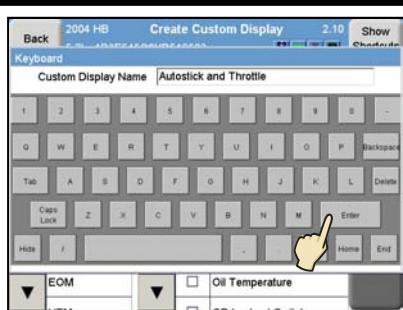 Back 2004 HB Create Custom Display 2.10 Show
Keyboard
Custom Display Name Autostick and Throttle
1 2 3 4 5 6 7 8 9 0 -
Q W E R T Y U I O P Backspace
Tab A S D F G H J K L Delete
Caps Lock Z X C V B N M Enter
Hide / . Home End
EOM Oil Temperature